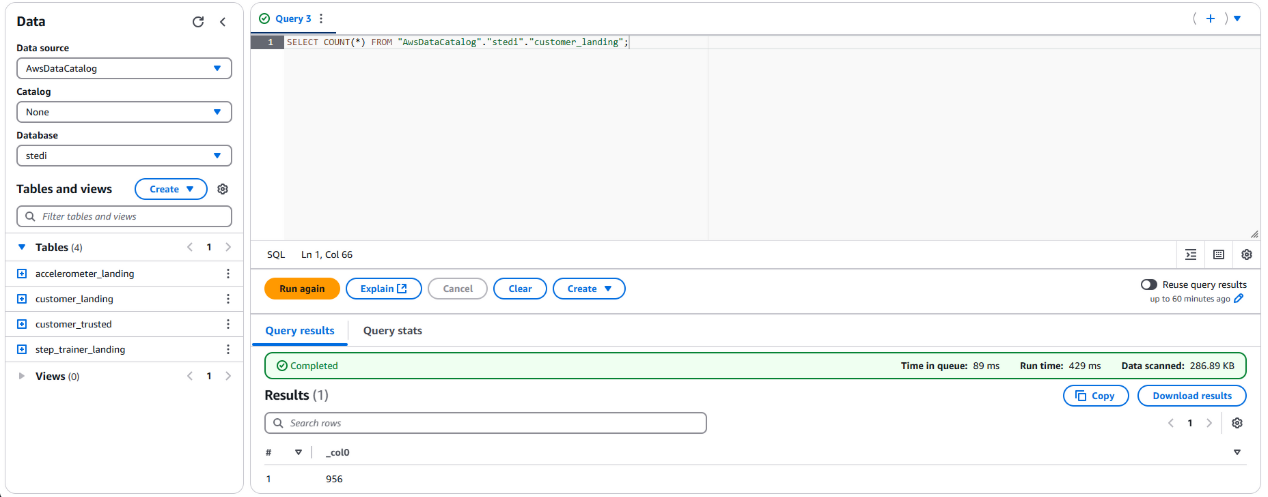 Data
Data source
AwsDataCatalog
Catalog
None
Database
stedi
Tables and views
Create
Filter tables and views
Tables (4)
1
accelerometer_landing
customer_landing
customer_trusted
step_trainer_landing
Views (0)
1
Query 3
1 SELECT COUNT(*) FROM "AwsDataCatalog"."stedi"."customer_landing";
SQL Ln 1, Col 66
Run again Explain Cancel Clear Create
Reuse query results
up to 60 minutes ago
Query results Query stats
Completed Time in queue: 89 ms Run time: 429 ms Data scanned: 286.89 KB
Results (1) Copy Download results
Search rows 1
# _col0
1 956